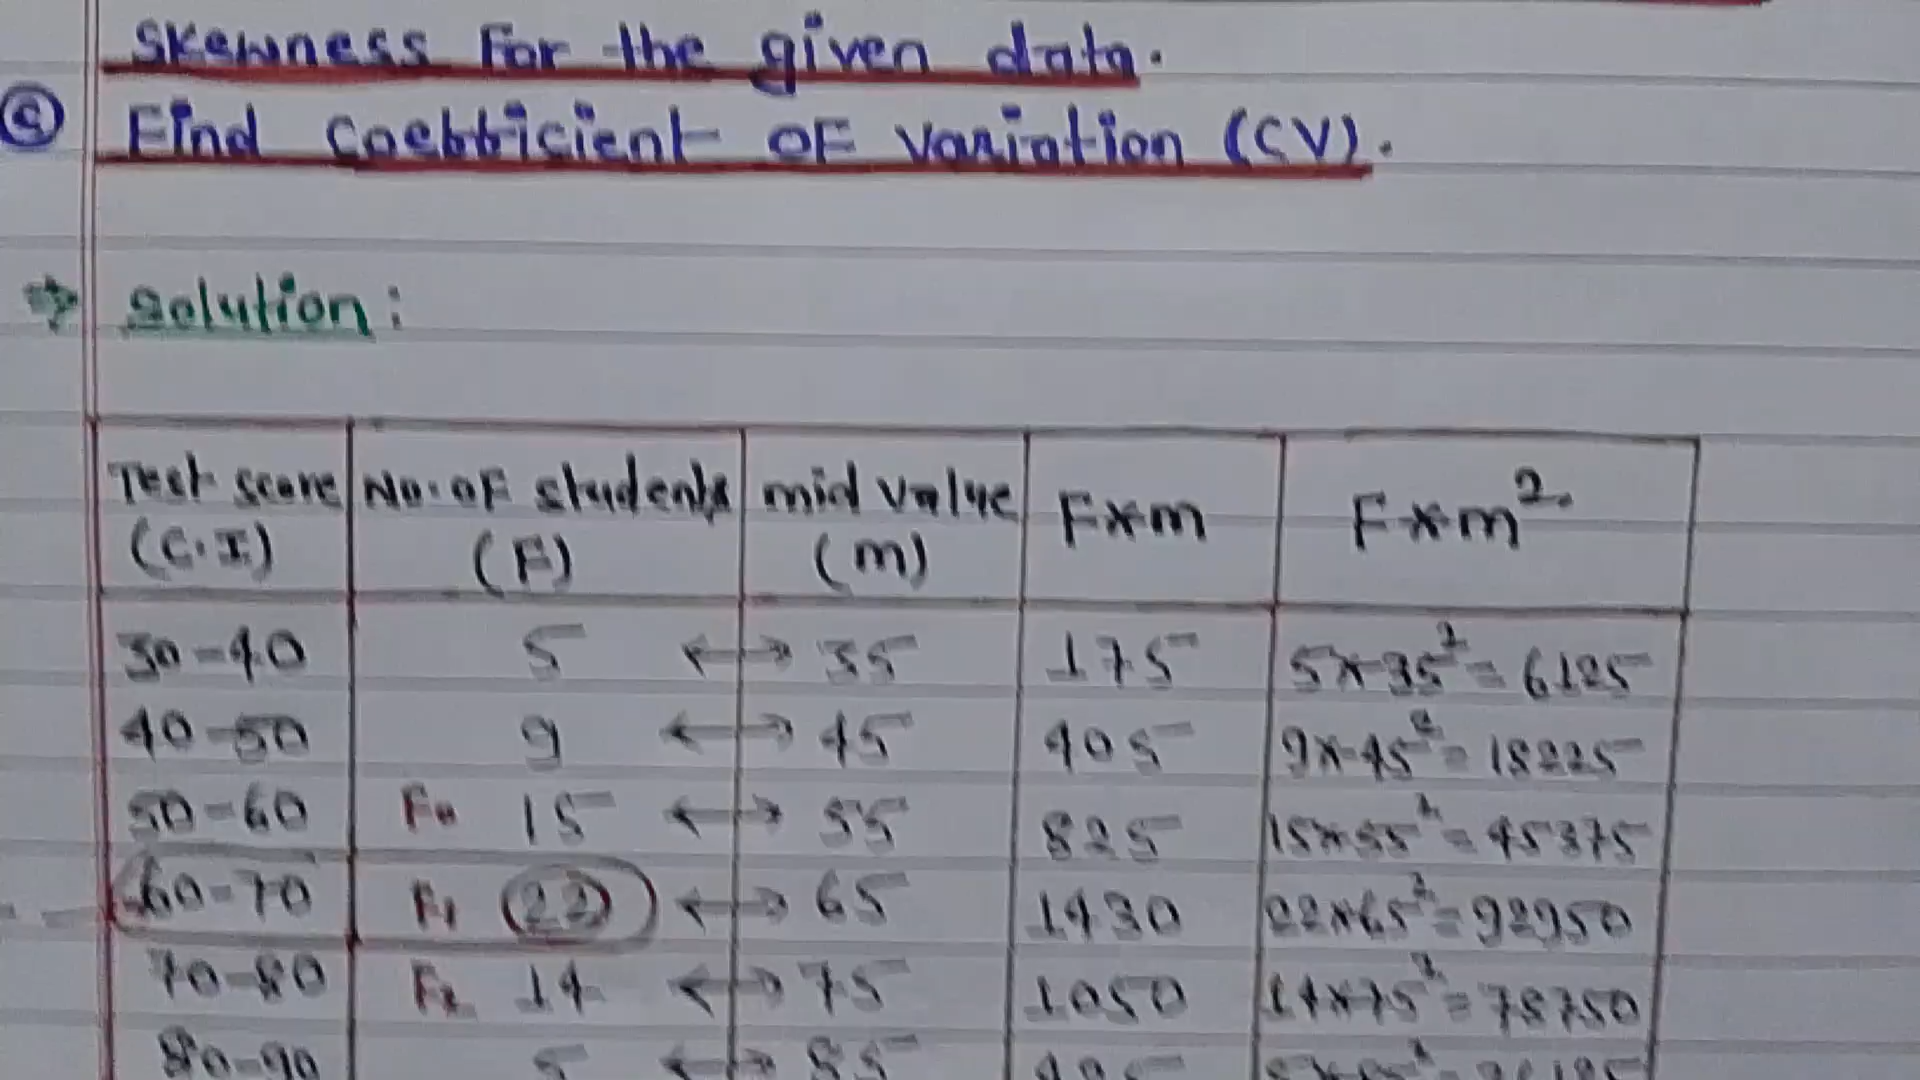 Skewness For the given data.
c Find Coefficient OF Variation (CV).
⇒ Solution:
Test score (C.I) No. of students (F) mid value (m) F×m F×m².
30-40 5 ↔ 35 175 5×35² = 6125
40-50 9 ↔ 45 405 9×45² = 18225
50-60 F₀ 15 ↔ 55 825 15×55² = 45375
60-70 F₁ 22 ↔ 65 1430 22×65² = 92950
70-80 F₂ 14 ↔ 75 1050 14×75² = 78750
80-90 5 ↔ 85